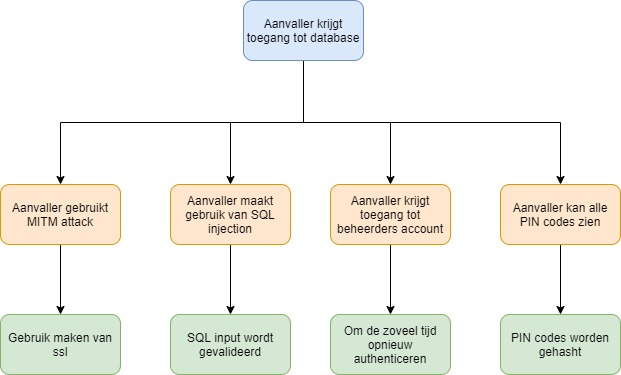 Aanvaller krijgt
toegang tot database
Aanvaller gebruikt
MITM attack
Aanvaller maakt
gebruik van SQL
injection
Aanvaller krijgt
toegang tot
beheerders account
Aanvaller kan alle
PIN codes zien
Gebruik maken van
ssl
SQL input wordt
gevalideerd
Om de zoveel tijd
opnieuw
authenticeren
PIN codes worden
gehasht